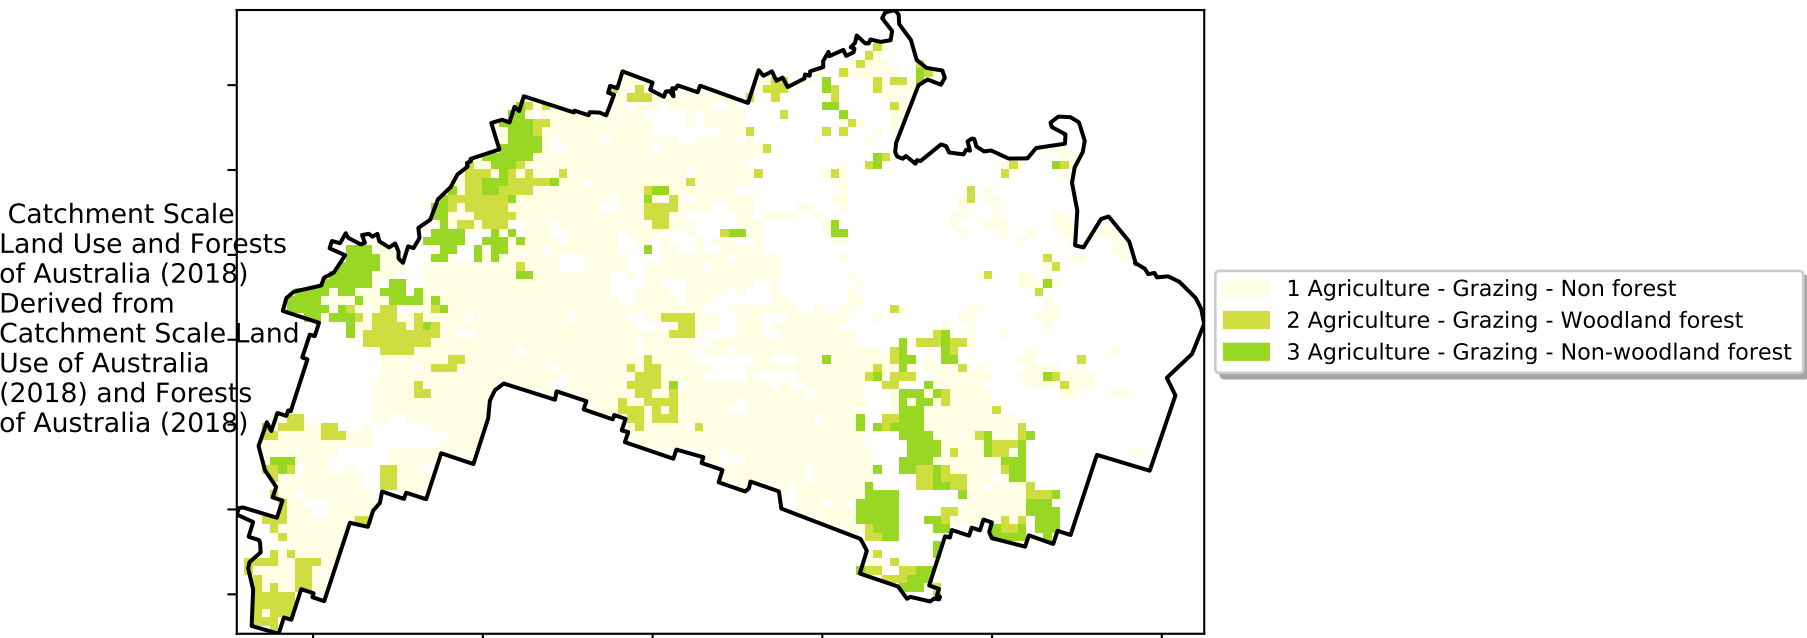 Catchment Scale
Land Use and Forests
of Australia (2018)
Derived from
Catchment Scale Land
Use of Australia
(2018) and Forests
of Australia (2018)
1 Agriculture - Grazing - Non forest
2 Agriculture - Grazing - Woodland forest
3 Agriculture - Grazing - Non-woodland forest